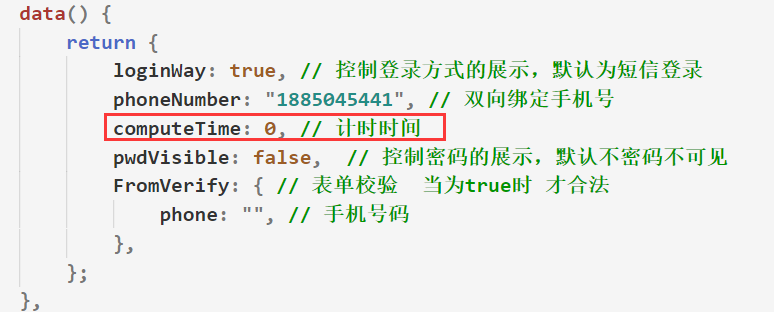 data() {
return {
loginWay: true, // 控制登录方式的展示，默认为短信登录
phoneNumber: "1885045441", // 双向绑定手机号
computeTime: 0, // 计时时间
pwdVisible: false,  // 控制密码的展示，默认不密码不可见
FromVerify: { // 表单校验  当为true时 才合法
phone: "", // 手机号码
},
};
},